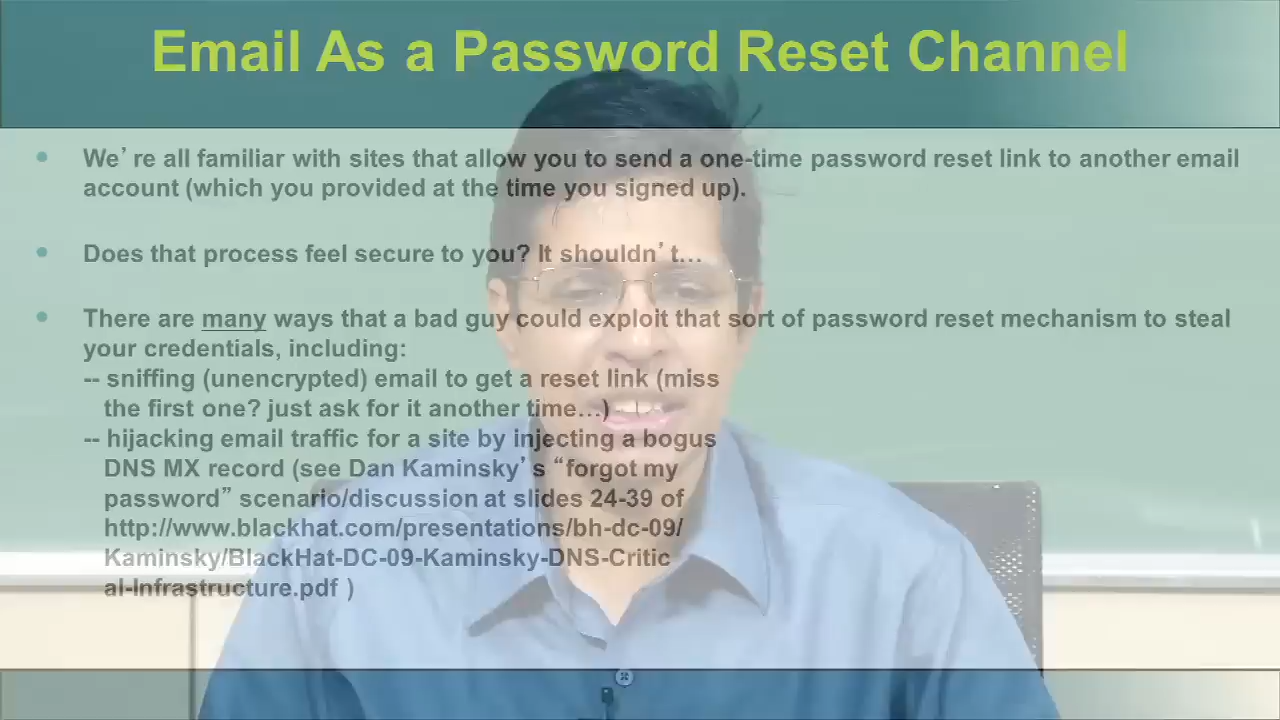 Email As a Password Reset Channel
• We’re all familiar with sites that allow you to send a one-time password reset link to another email
account (which you provided at the time you signed up).
• Does that process feel secure to you? It shouldn’t…
• There are many ways that a bad guy could exploit that sort of password reset mechanism to steal
your credentials, including:
-- sniffing (unencrypted) email to get a reset link (miss
the first one? just ask for it another time…)
-- hijacking email traffic for a site by injecting a bogus
DNS MX record (see Dan Kaminsky’s “forgot my
password” scenario/discussion at slides 24-39 of
http://www.blackhat.com/presentations/bh-dc-09/
Kaminsky/BlackHat-DC-09-Kaminsky-DNS-Critic
al-Infrastructure.pdf )